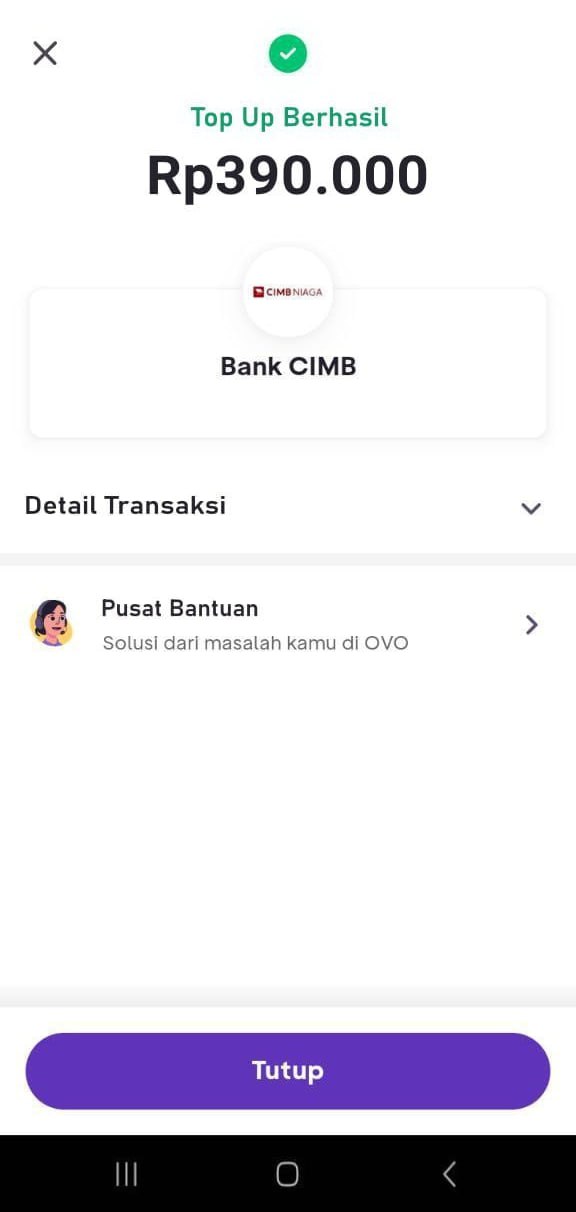 Top Up Berhasil
Rp390.000
CIMB NIAGA
Bank CIMB
Detail Transaksi
Pusat Bantuan
Solusi dari masalah kamu di OVO
Tutup